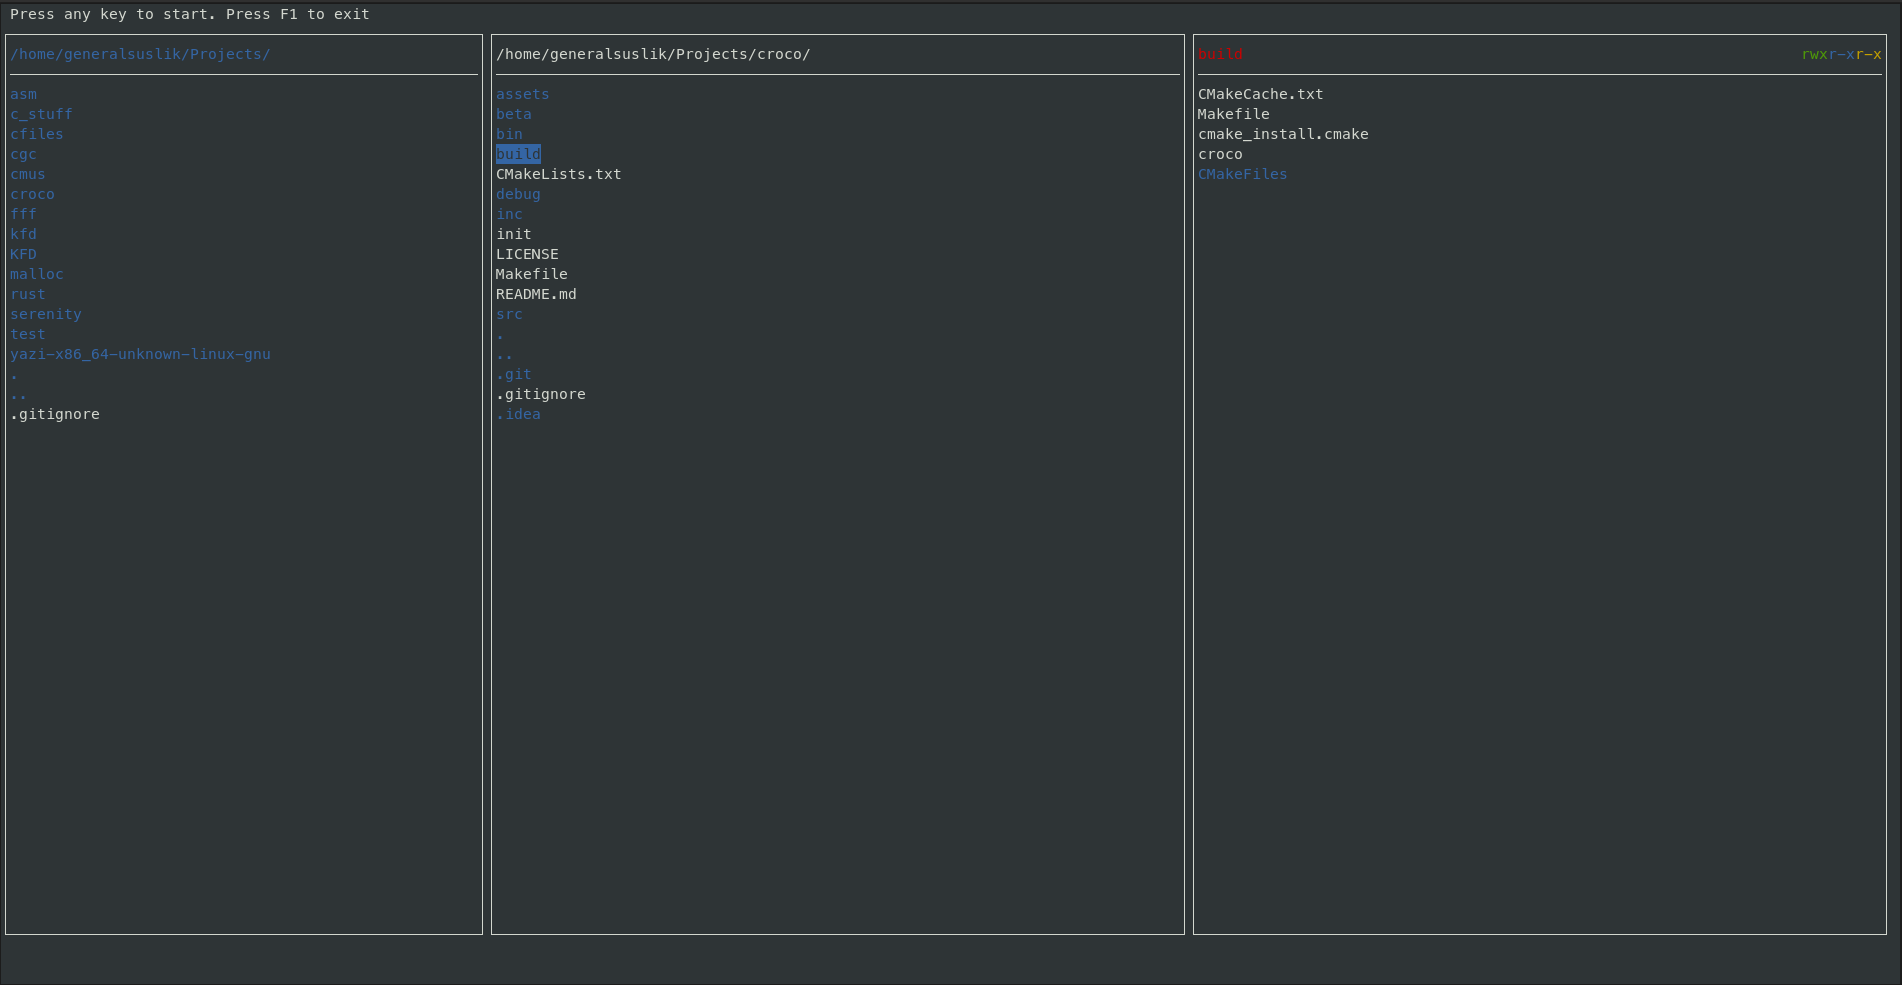 Press any key to start. Press F1 to exit
/home/generalsuslik/Projects/
asm
c_stuff
cfiles
cgc
cmus
croco
fff
kfd
KFD
malloc
rust
serenity
test
yazi-x86_64-unknown-linux-gnu
.
..
.gitignore
/home/generalsuslik/Projects/croco/
assets
beta
bin
build
CMakeLists.txt
debug
inc
init
LICENSE
Makefile
README.md
src
.
..
.git
.gitignore
.idea
build rwxr-xr-x
CMakeCache.txt
Makefile
cmake_install.cmake
croco
CMakeFiles